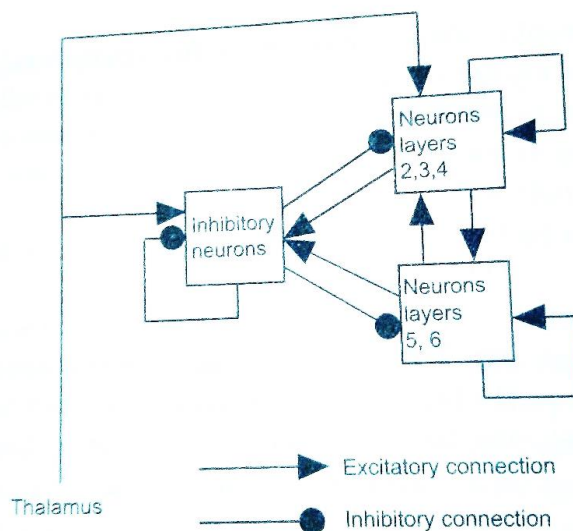 Neurons
layers
2,3,4
Inhibitory
neurons
Neurons
layers
5, 6
Excitatory connection
Thalamus
Inhibitory connection